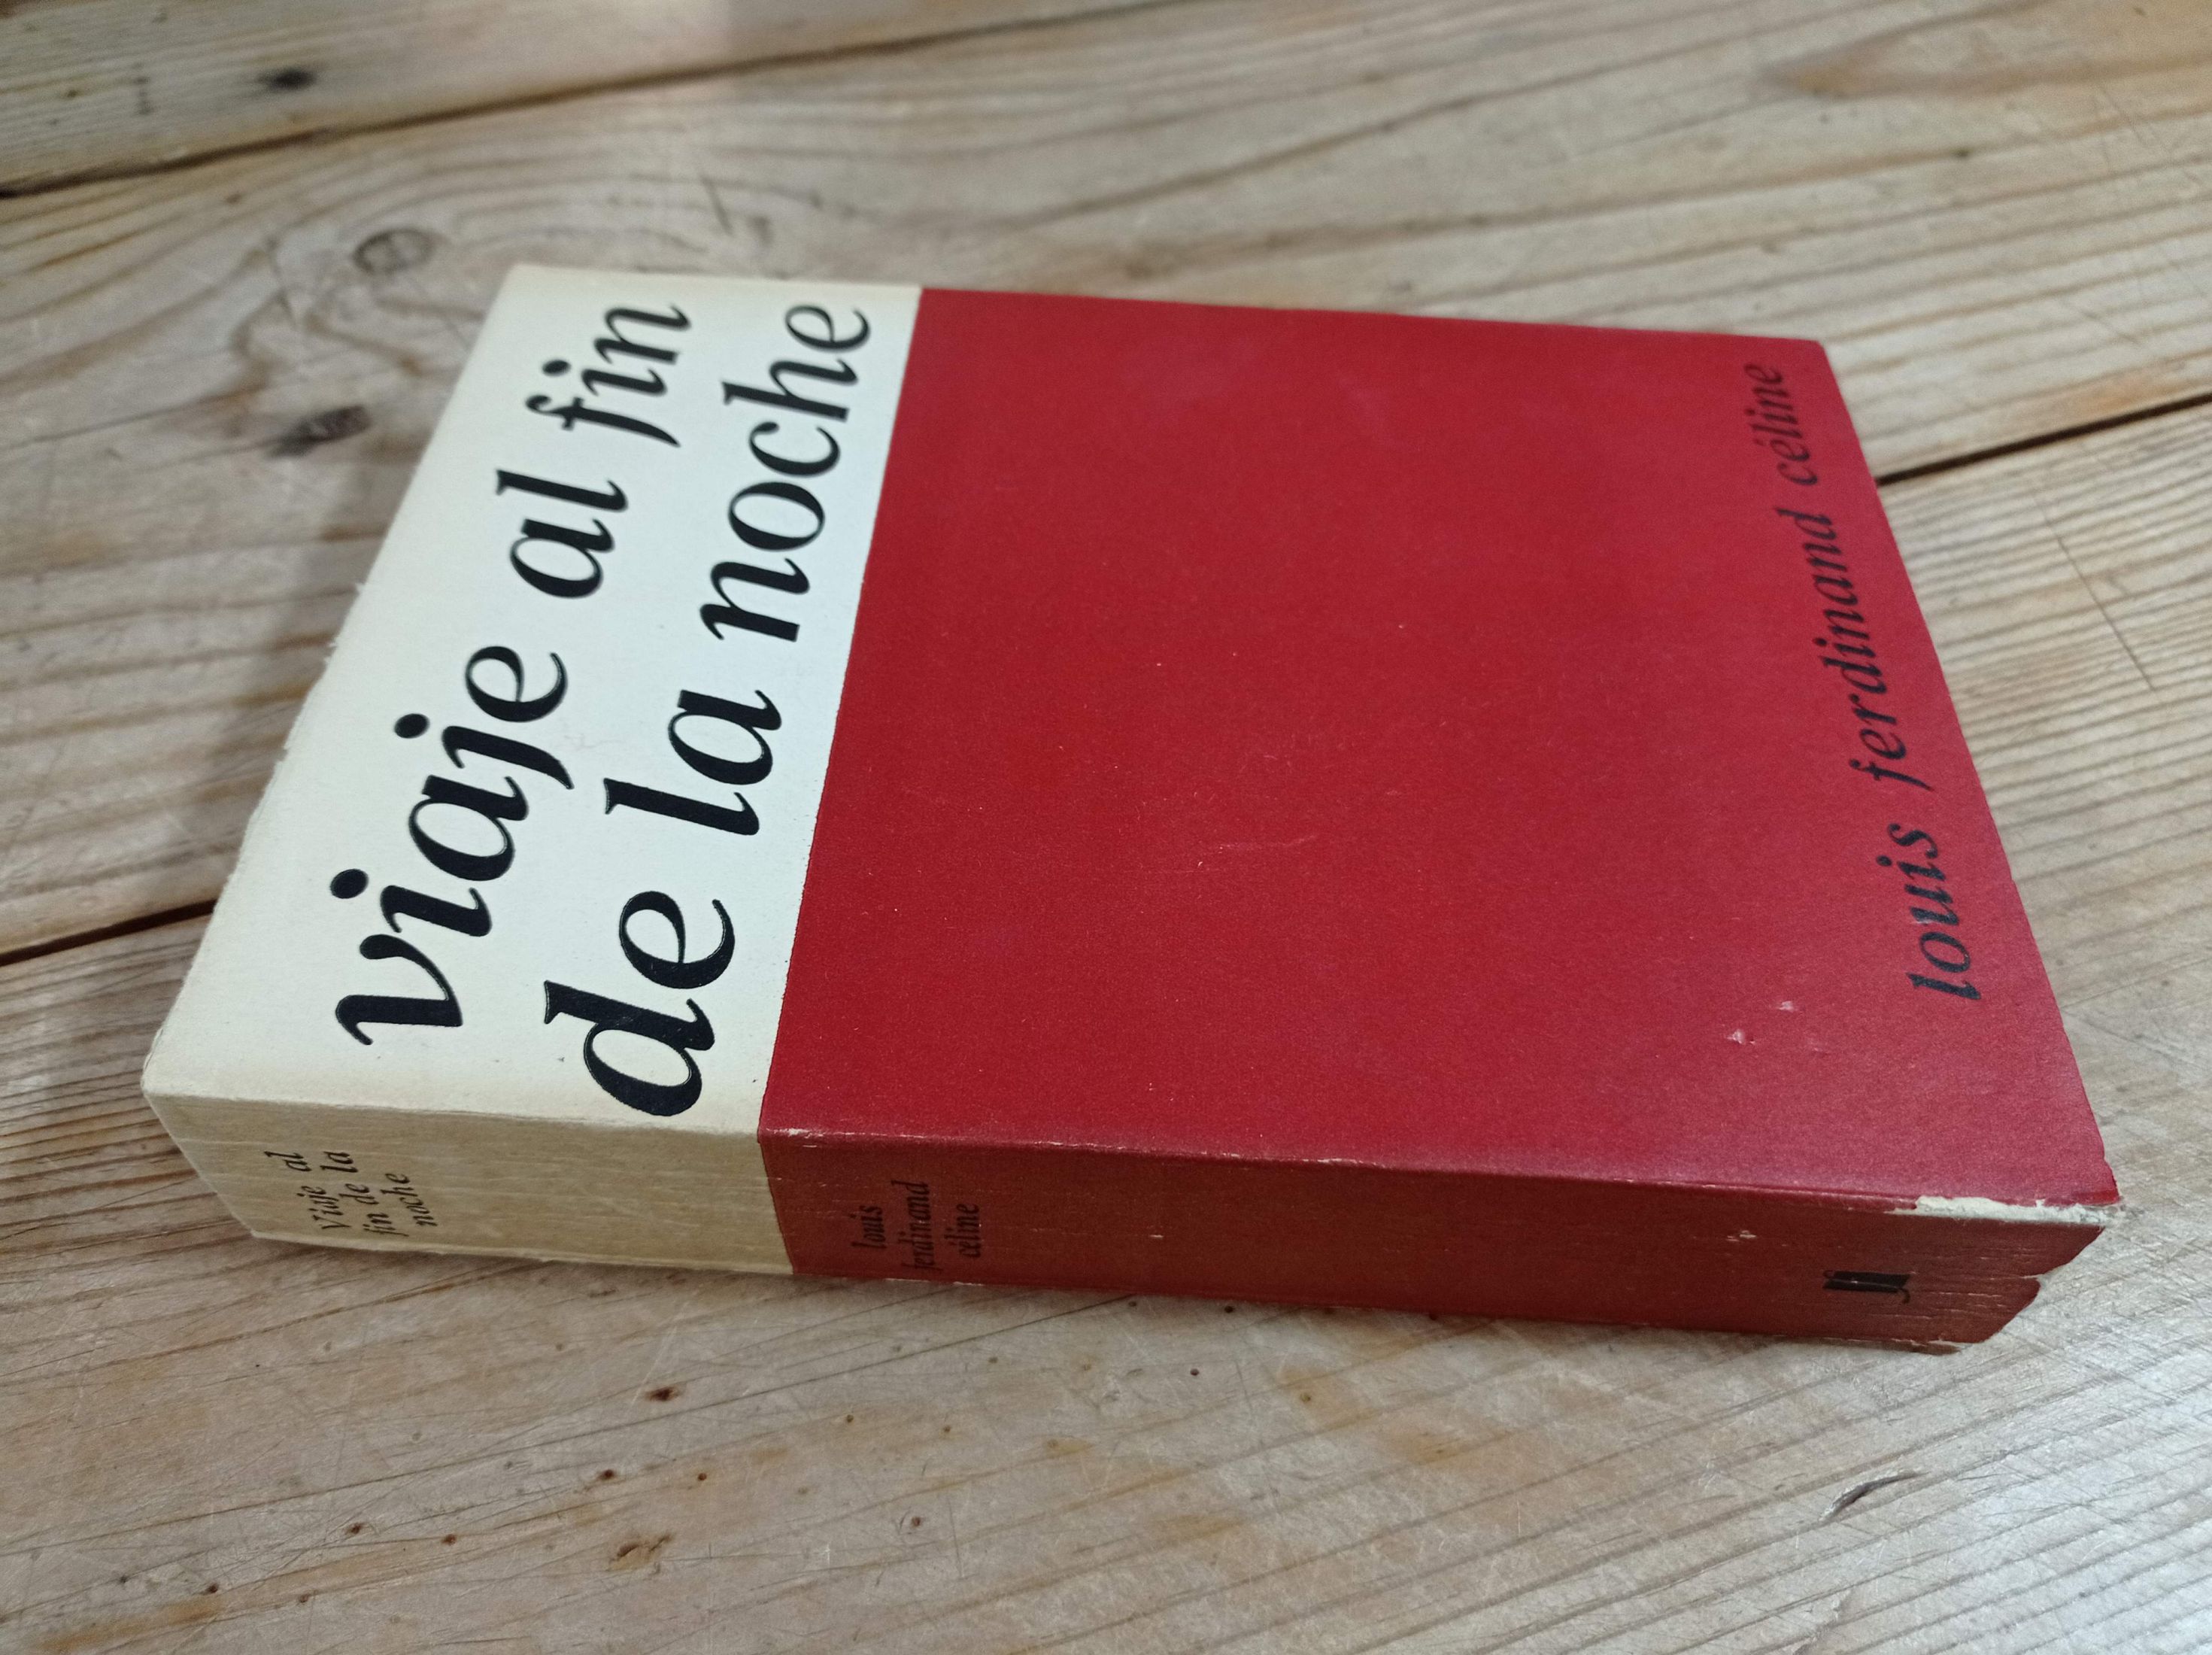 viaje al fin
de la noche
louis ferdinand céline
Viaje al
fin de la
noche
louis
ferdinand
céline